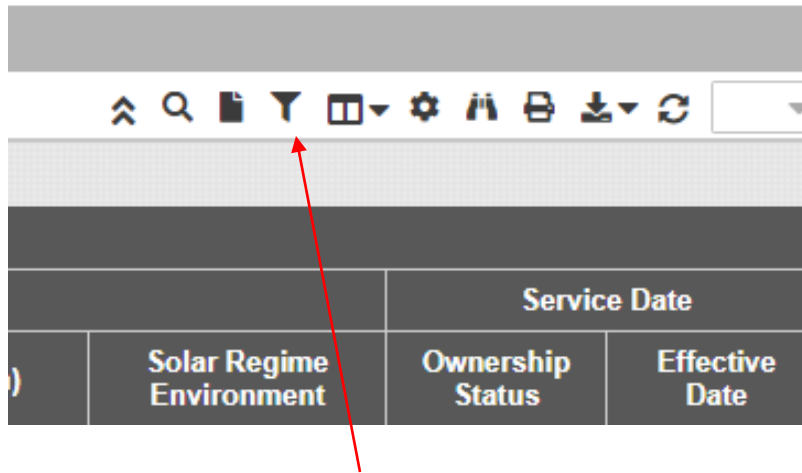 Service Date
Solar Regime
Environment
Ownership
Status
Effective
Date
)